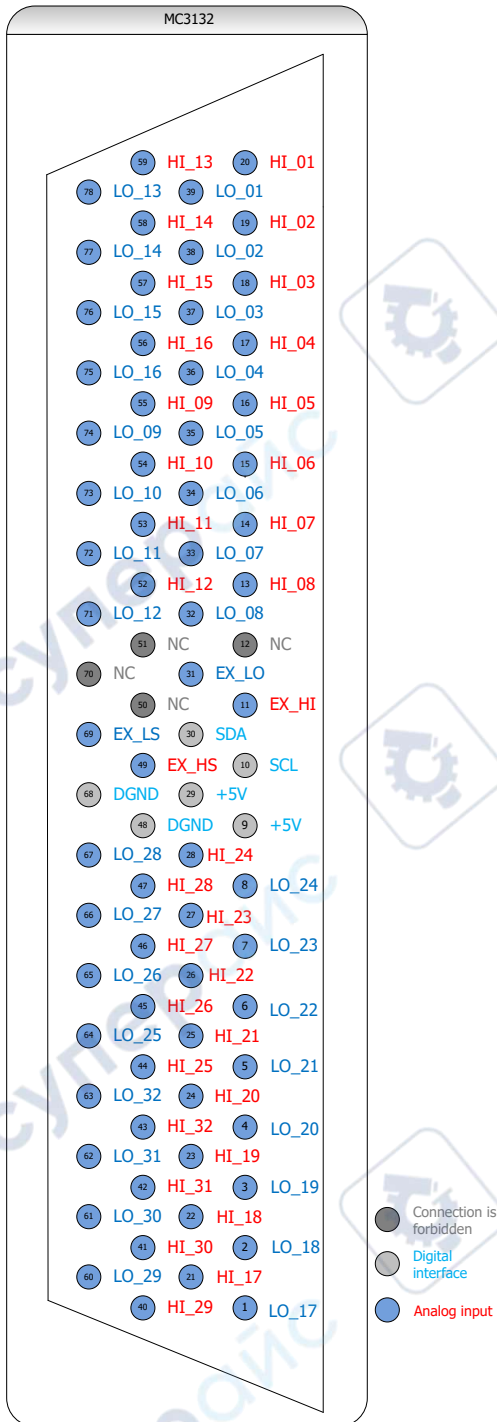 MC3132
59 HI_13 20 HI_01
78 LO_13 39 LO_01
58 HI_14 19 HI_02
77 LO_14 38 LO_02
57 HI_15 18 HI_03
76 LO_15 37 LO_03
56 HI_16 17 HI_04
75 LO_16 36 LO_04
55 HI_09 16 HI_05
74 LO_09 35 LO_05
54 HI_10 15 HI_06
73 LO_10 34 LO_06
53 HI_11 14 HI_07
72 LO_11 33 LO_07
52 HI_12 13 HI_08
71 LO_12 32 LO_08
51 NC 12 NC
70 NC 31 EX_LO
50 NC 11 EX_HI
69 EX_LS 30 SDA
49 EX_HS 10 SCL
68 DGND 29 +5V
48 DGND 9 +5V
67 LO_28 28 HI_24
47 HI_28 8 LO_24
66 LO_27 27 HI_23
46 HI_27 7 LO_23
65 LO_26 26 HI_22
45 HI_26 6 LO_22
64 LO_25 25 HI_21
44 HI_25 5 LO_21
63 LO_32 24 HI_20
43 HI_32 4 LO_20
62 LO_31 23 HI_19
42 HI_31 3 LO_19
61 LO_30 22 HI_18
41 HI_30 2 LO_18
60 LO_29 21 HI_17
40 HI_29 1 LO_17
Connection is
forbidden
Digital
interface
Analog input
суперайс
суперайс